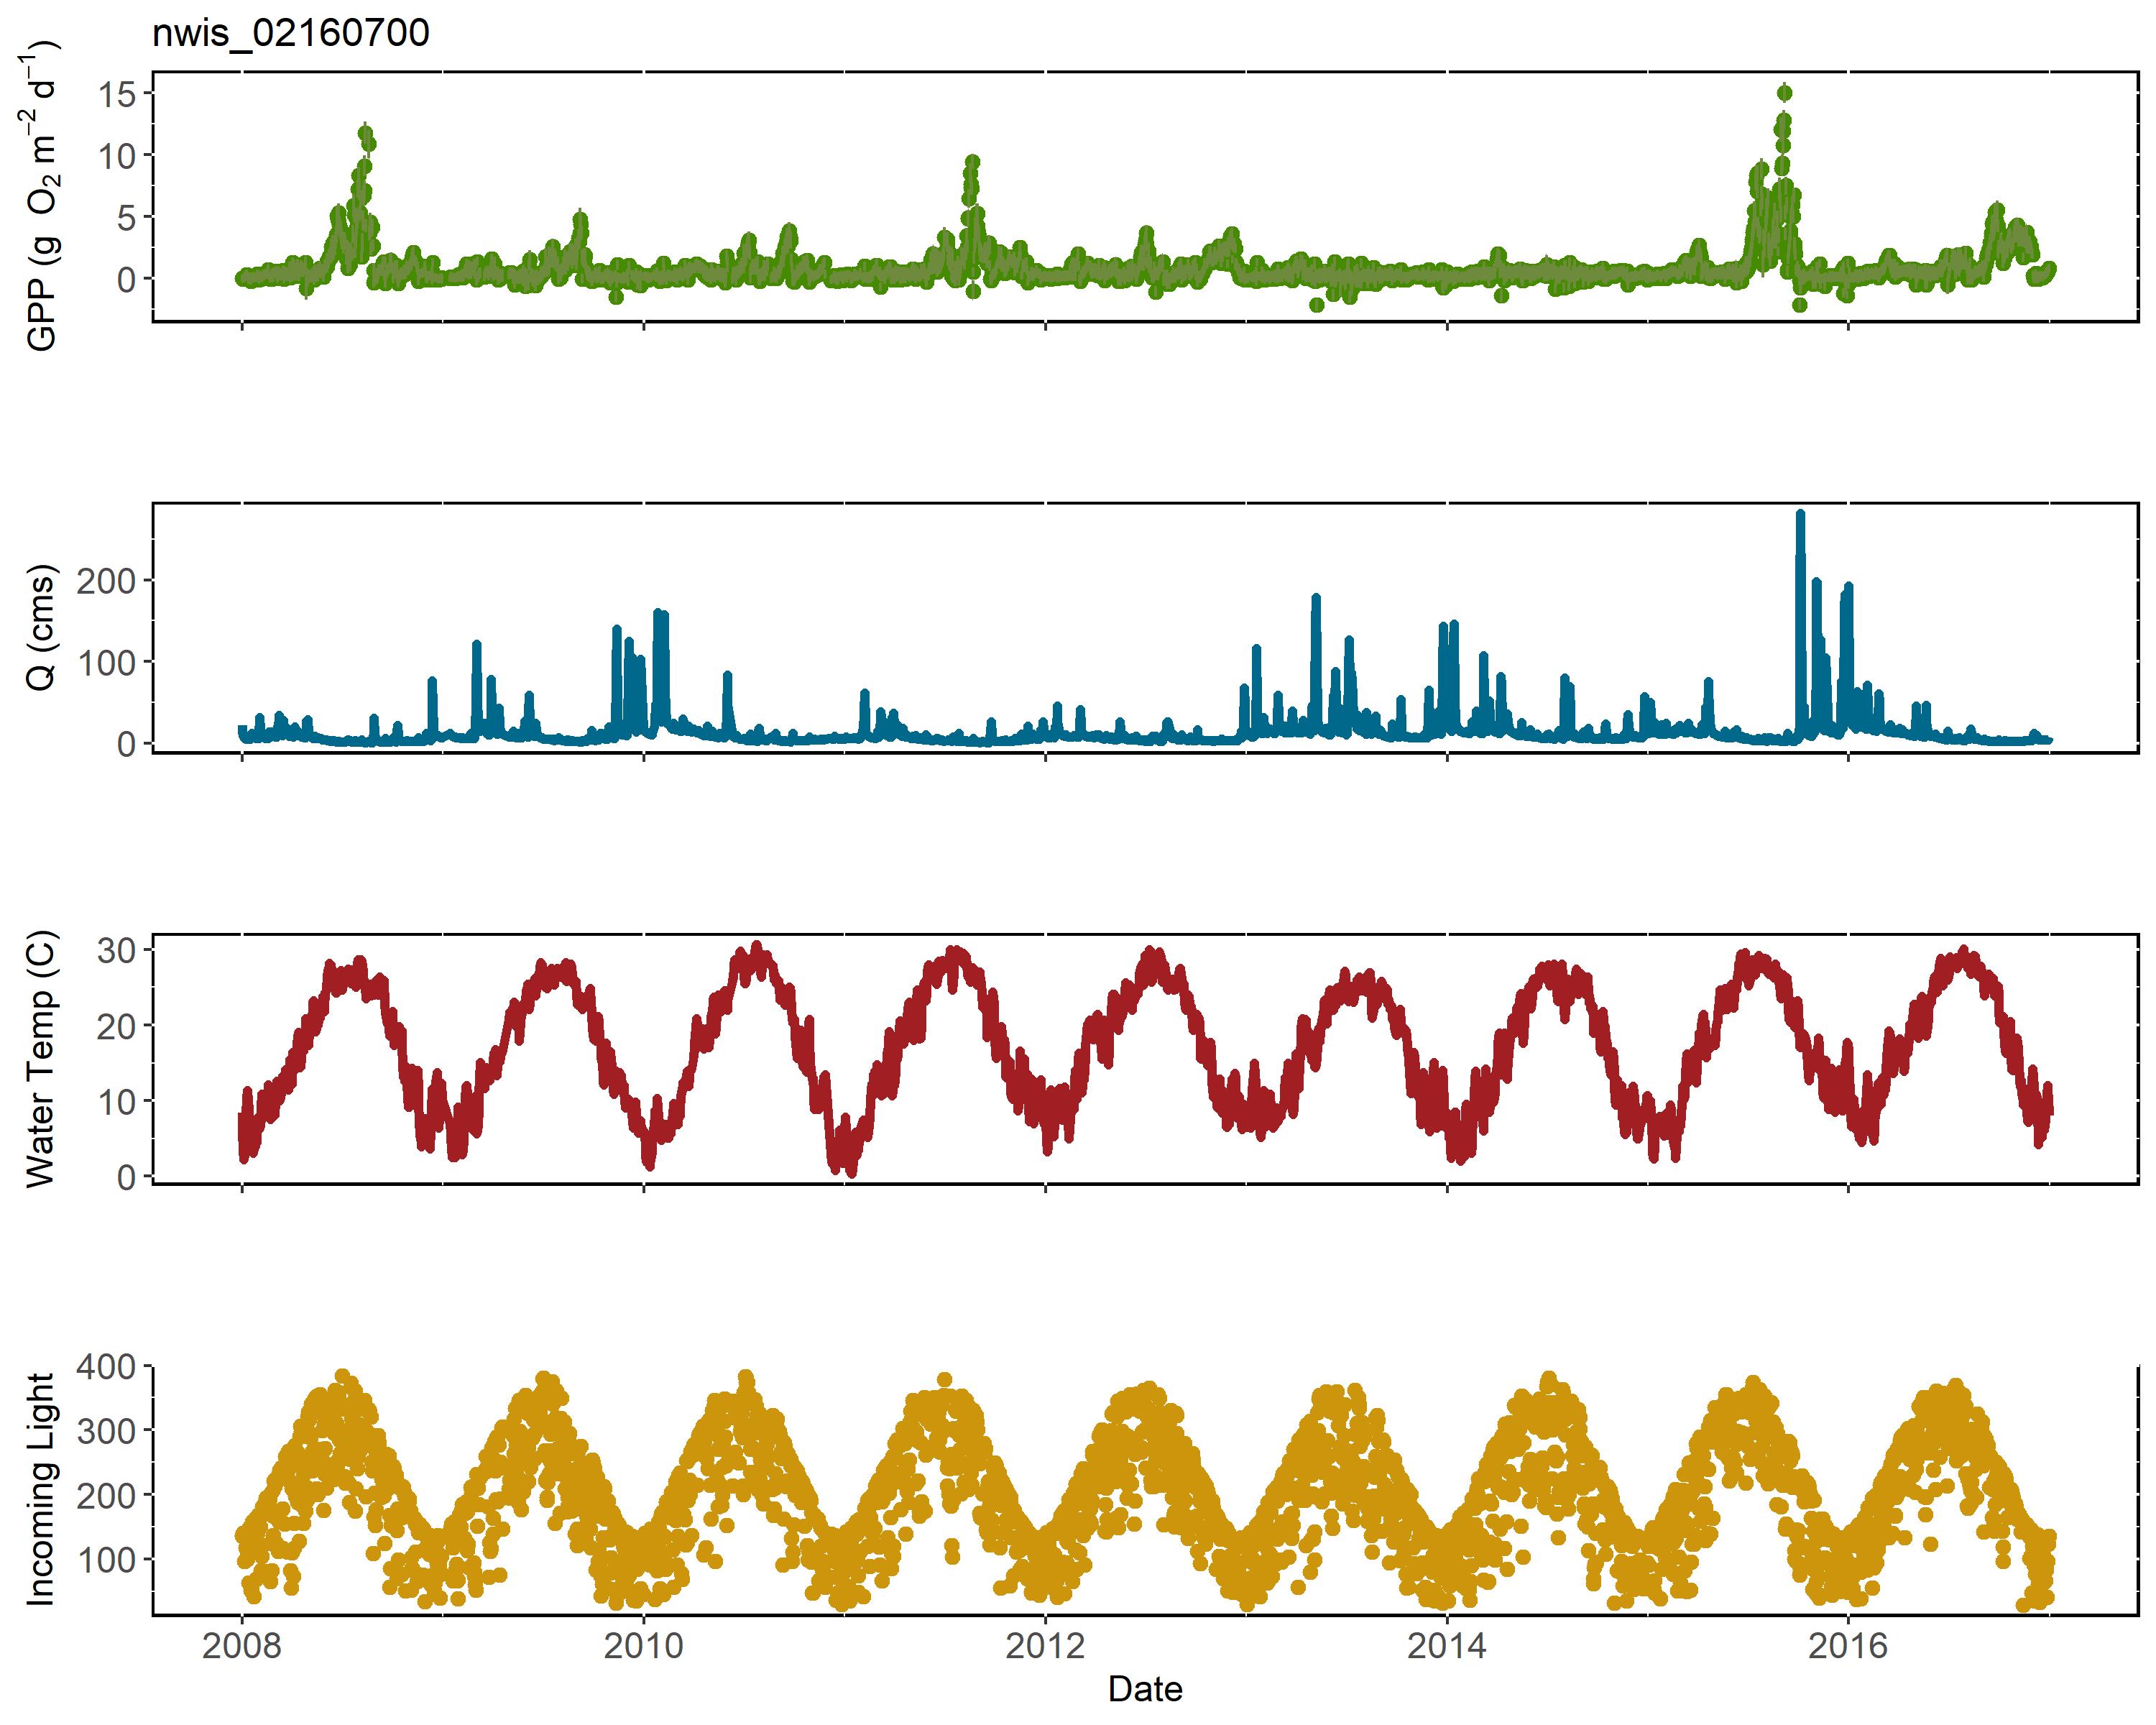 nwis_02160700
GPP (g O₂ m⁻² d⁻¹)
15
10
5
0
Q (cms)
200
100
0
Water Temp (C)
30
20
10
0
Incoming Light
400
300
200
100
2008 2010 2012 2014 2016
Date